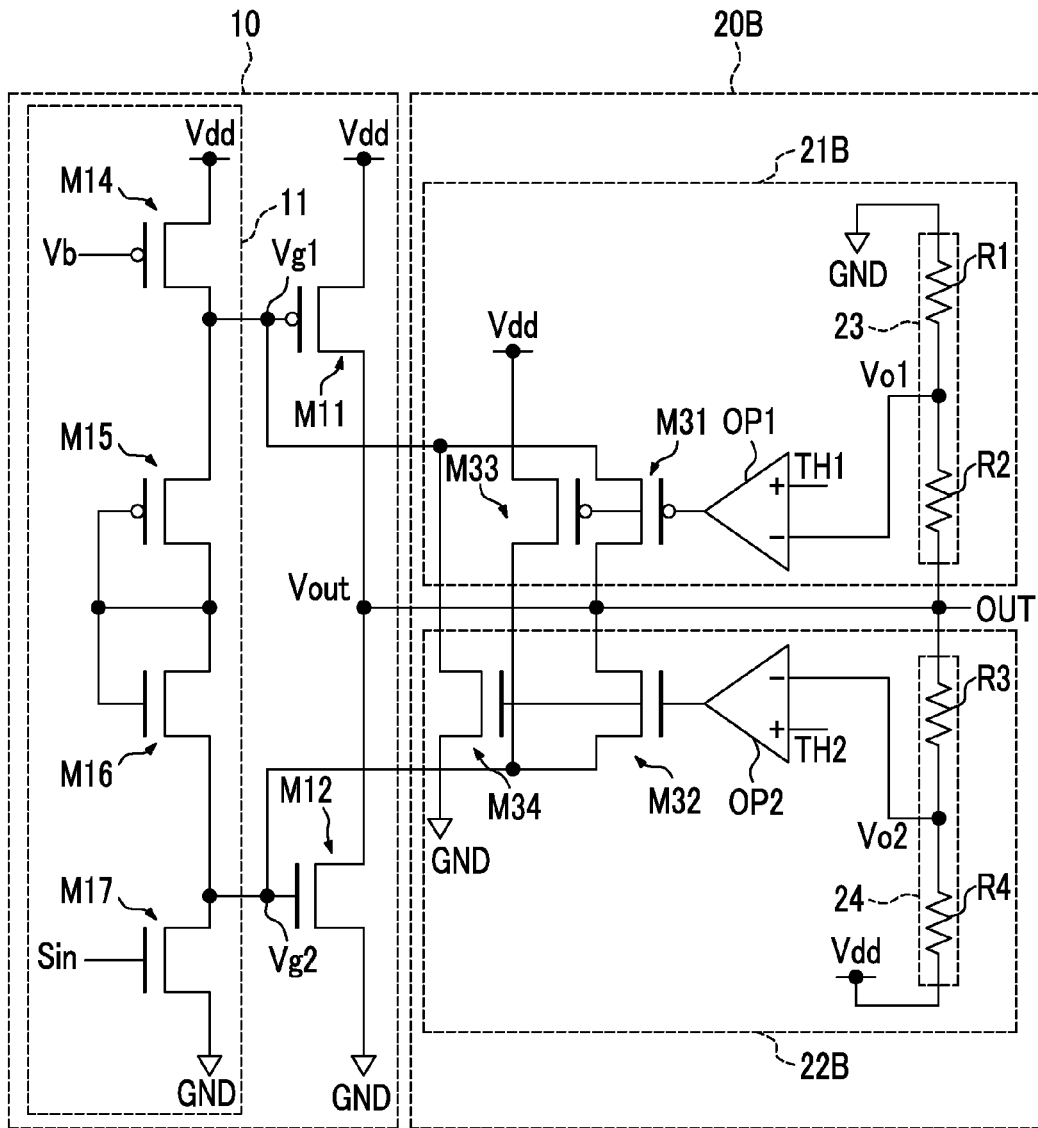 10
20B
Vdd
Vdd
21B
M14
11
Vb
Vg1
GND
R1
Vdd
23
M11
Vo1
M15
M33
M31
OP1
TH1
R2
Vout
OUT
R3
M16
TH2
M12
M34
M32
OP2
Vo2
GND
M17
24
R4
Sin
Vg2
Vdd
GND
GND
22B